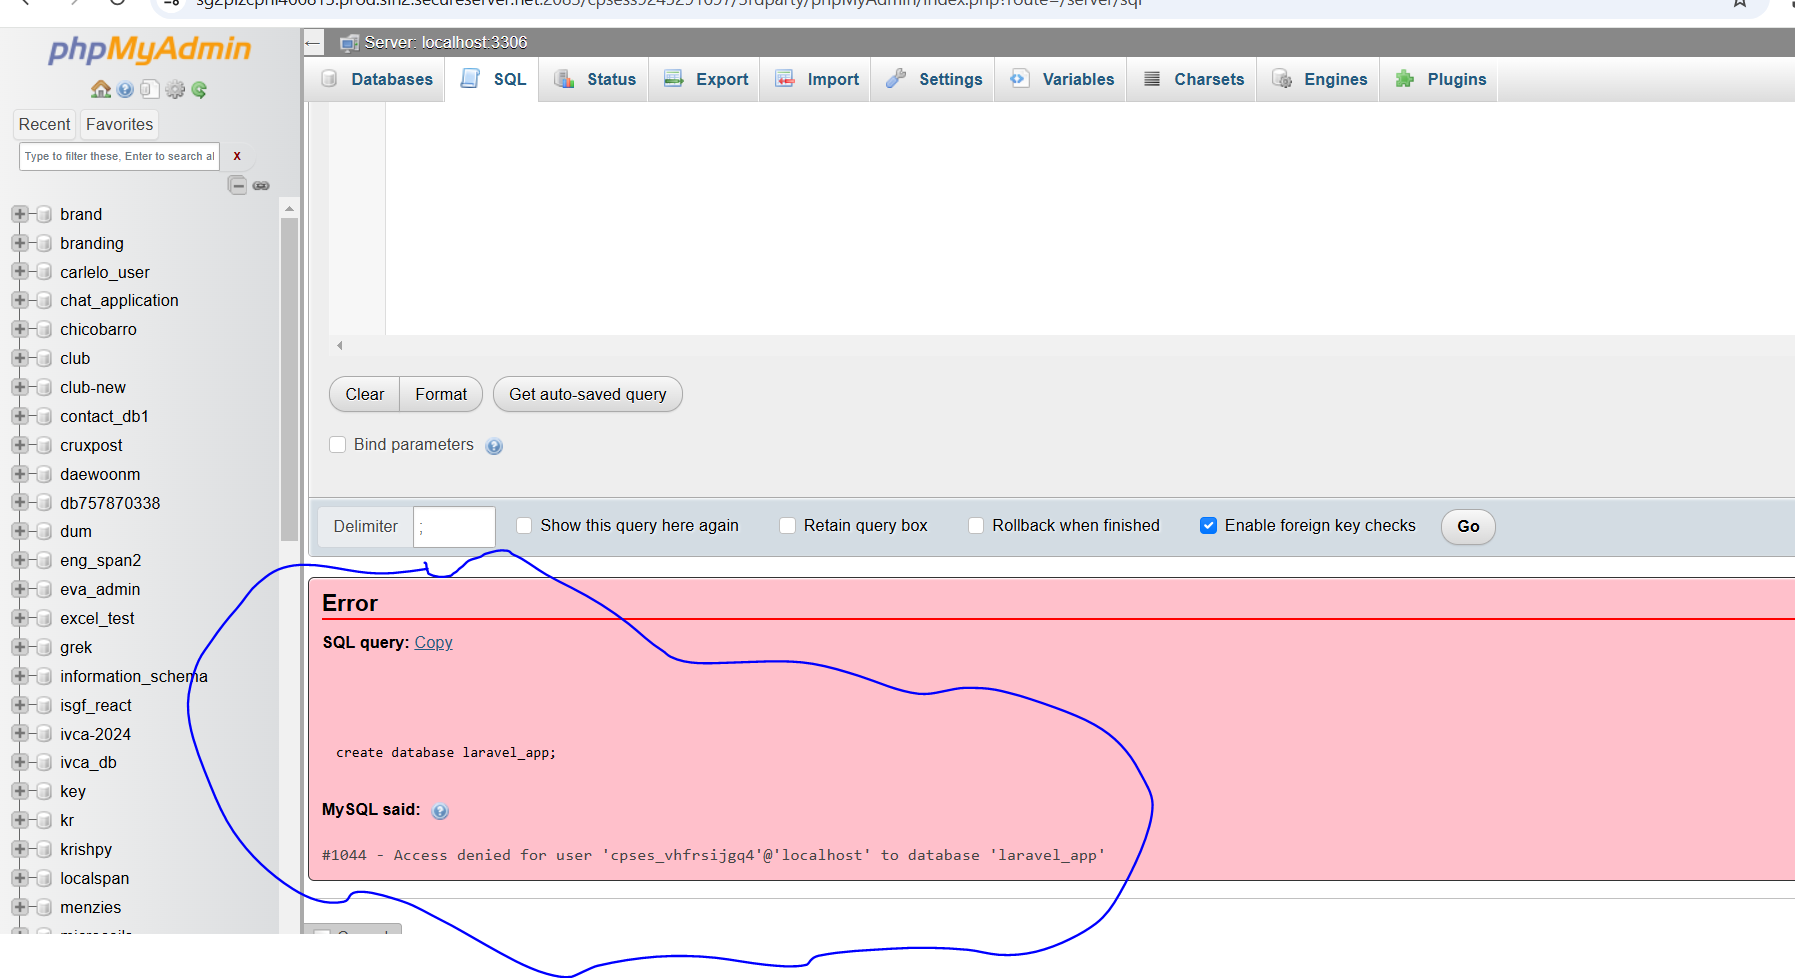 phpMyAdmin
Recent
Favorites
Type to filter these, Enter to search al
X
brand
branding
carlelo_user
chat_application
chicobarro
club
club-new
contact_db1
cruxpost
daewoonm
db757870338
dum
eng_span2
eva_admin
excel_test
grek
information_schema
isgf_react
ivca-2024
ivca_db
key
kr
krishpy
localspan
menzies
Server: localhost:3306
Databases
SQL
Status
Export
Import
Settings
Variables
Charsets
Engines
Plugins
Clear
Format
Get auto-saved query
Bind parameters
Delimiter
;
Show this query here again
Retain query box
Rollback when finished
Enable foreign key checks
Go
Error
SQL query: Copy
create database laravel_app;
MySQL said:
#1044 - Access denied for user 'cpses_vhfrsijgq4'@'localhost' to database 'laravel_app'